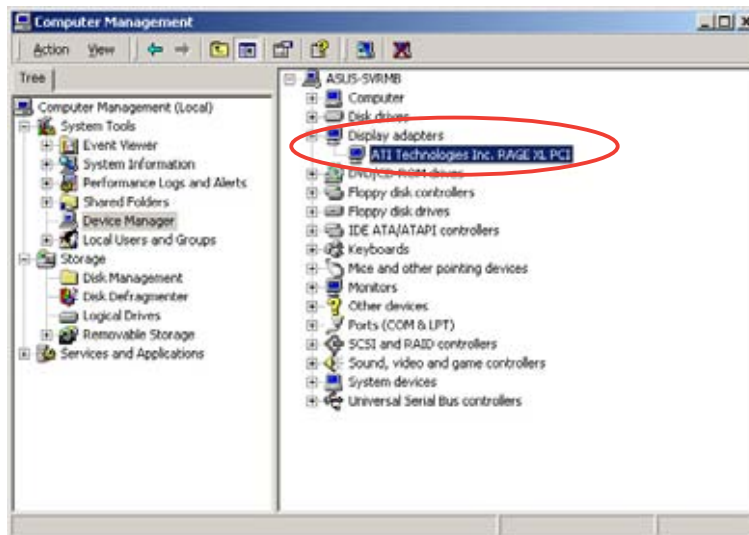 Computer Management
Action View
Tree
Computer Management (Local)
System Tools
Event Viewer
System Information
Performance Logs and Alerts
Shared Folders
Device Manager
Local Users and Groups
Storage
Disk Management
Disk Defragmenter
Logical Drives
Removable Storage
Services and Applications
ASUS-SVRMB
Computer
Disk drives
Display adapters
ATI Technologies Inc. RAGE XL PCI
DVD/CD-ROM drives
Floppy disk controllers
Floppy disk drives
IDE ATA/ATAPI controllers
Keyboards
Mice and other pointing devices
Monitors
Other devices
Ports (COM & LPT)
SCSI and RAID controllers
Sound, video and game controllers
System devices
Universal Serial Bus controllers